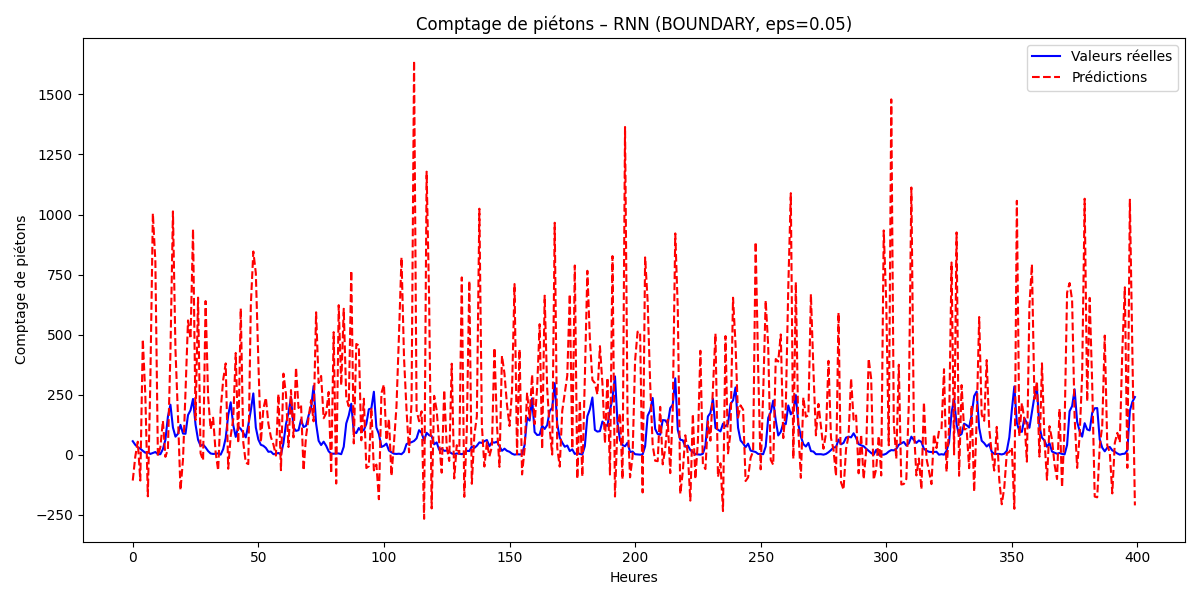 Comptage de piétons – RNN (BOUNDARY, eps=0.05)
Valeurs réelles
Prédictions
Comptage de piétons
1500
1250
1000
750
500
250
0
−250
0 50 100 150 200 250 300 350 400
Heures